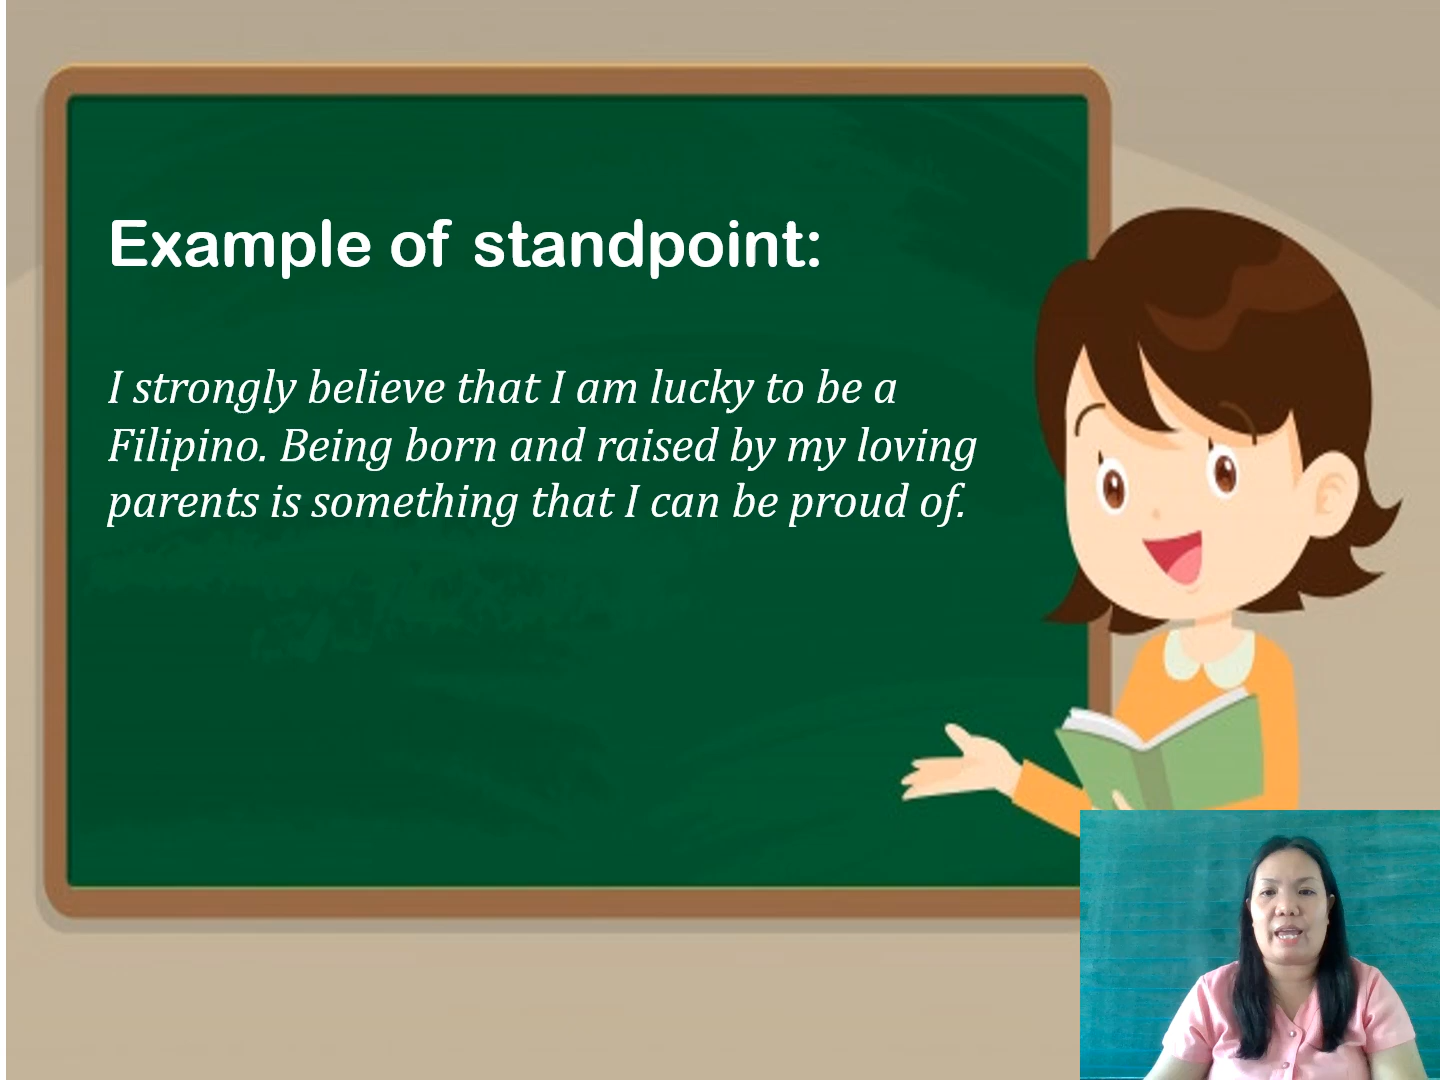 Example of standpoint:
I strongly believe that I am lucky to be a
Filipino. Being born and raised by my loving
parents is something that I can be proud of.